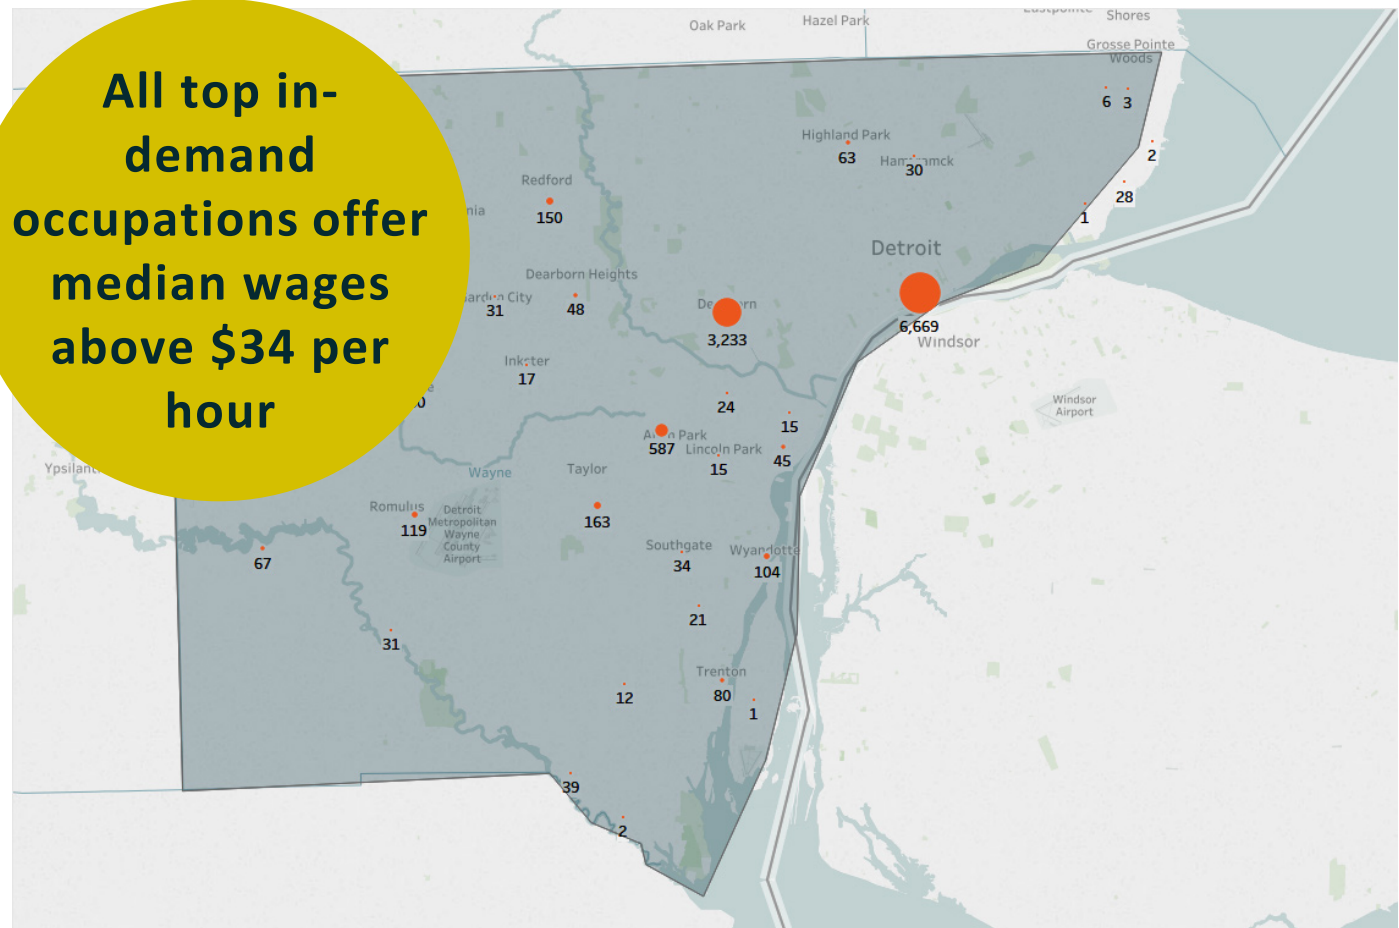 All top in-
demand
occupations offer
median wages
above $34 per
hour
Oak Park
Hazel Park
Shores
Grosse Pointe
Woods
6
3
Highland Park
63
30
2
28
1
Redford
150
Detroit
6,669
Windsor
Dearborn Heights
48
31
3,233
Inkster
17
24
15
Windsor
Airport
587
Lincoln Park
15
45
Wayne
Taylor
163
Romulus
119
Detroit
Metropolitan
Wayne
County
Airport
67
Southgate
34
Wyandotte
104
21
31
Trenton
80
12
1
39
2